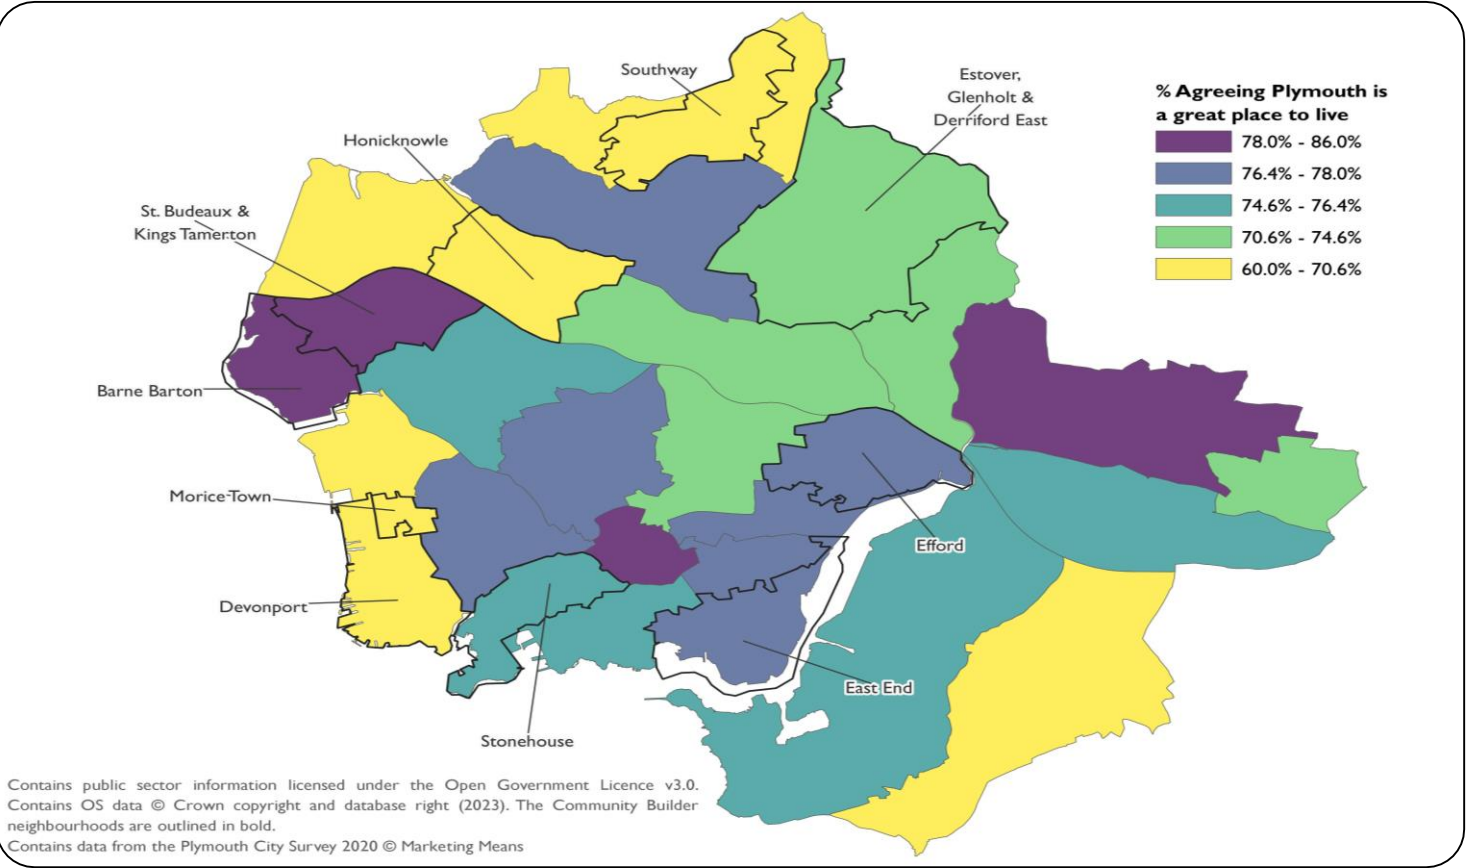 Southway
Estover,
Glenholt &
Derriford East
% Agreeing Plymouth is
a great place to live
78.0% - 86.0%
76.4% - 78.0%
74.6% - 76.4%
70.6% - 74.6%
60.0% - 70.6%
Honicknowle
St. Budeaux &
Kings Tamerton
Barne Barton
Morice Town
Efford
Devonport
East End
Stonehouse
Contains public sector information licensed under the Open Government Licence v3.0.
Contains OS data © Crown copyright and database right (2023). The Community Builder
neighbourhoods are outlined in bold.
Contains data from the Plymouth City Survey 2020 © Marketing Means